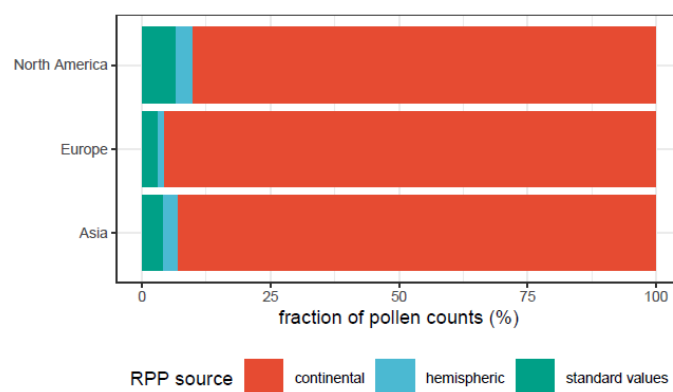 North America
Europe
Asia
0 25 50 75 100
fraction of pollen counts (%)
RPP source continental hemispheric standard values